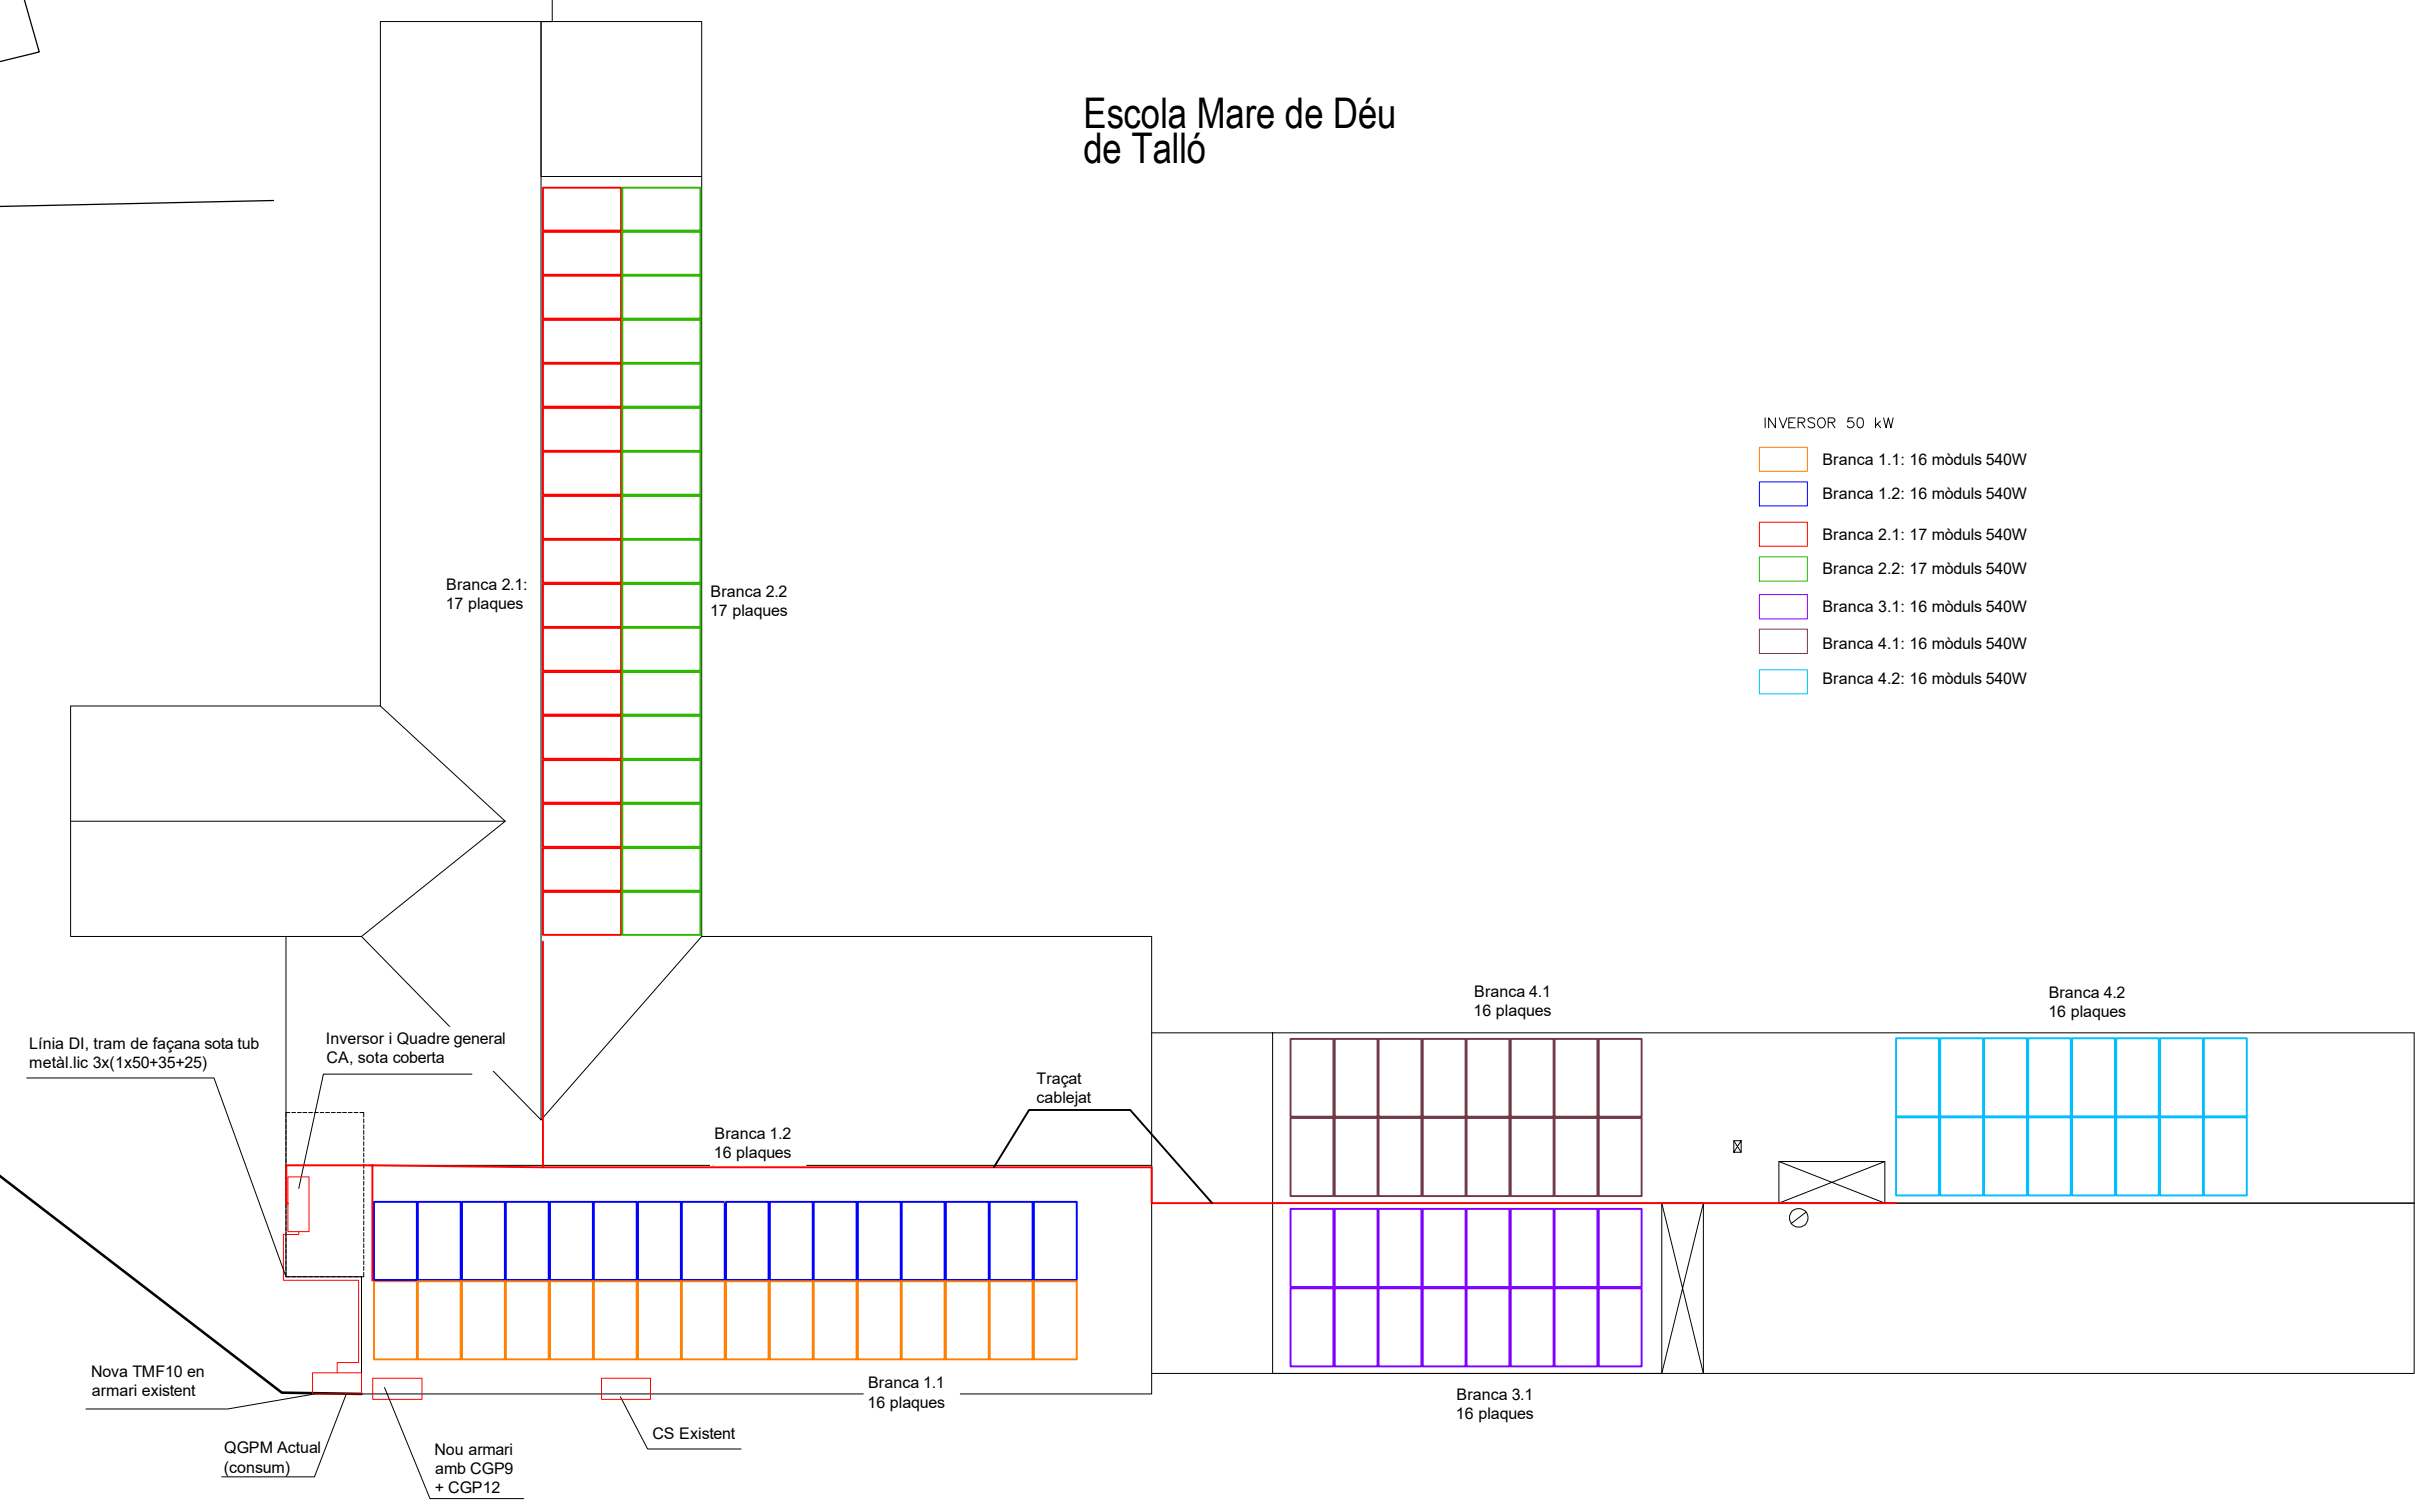 Escola Mare de Déu
de Talló
INVERSOR 50 kW
Branca 1.1: 16 mòduls 540W
Branca 1.2: 16 mòduls 540W
Branca 2.1: 17 mòduls 540W
Branca 2.2: 17 mòduls 540W
Branca 3.1: 16 mòduls 540W
Branca 4.1: 16 mòduls 540W
Branca 4.2: 16 mòduls 540W
Branca 2.1:
17 plaques
Branca 2.2
17 plaques
Branca 4.1
16 plaques
Branca 4.2
16 plaques
Línia DI, tram de façana sota tub
metàl.lic 3x(1x50+35+25)
Inversor i Quadre general
CA, sota coberta
Traçat
cablejat
Branca 1.2
16 plaques
Nova TMF10 en
armari existent
Branca 1.1
16 plaques
Branca 3.1
16 plaques
CS Existent
QGPM Actual
(consum)
Nou armari
amb CGP9
+ CGP12